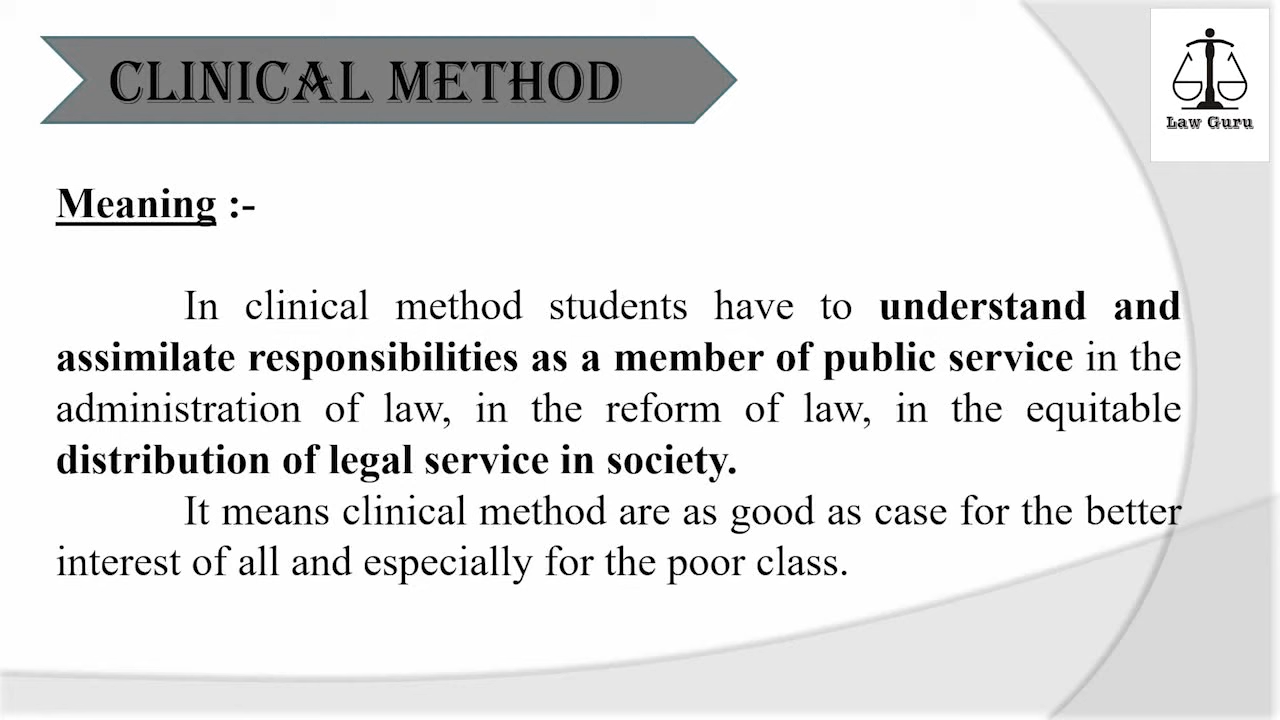 CLINICAL METHOD
Law Guru
Meaning :-
In clinical method students have to understand and
assimilate responsibilities as a member of public service in the
administration of law, in the reform of law, in the equitable
distribution of legal service in society.
It means clinical method are as good as case for the better
interest of all and especially for the poor class.